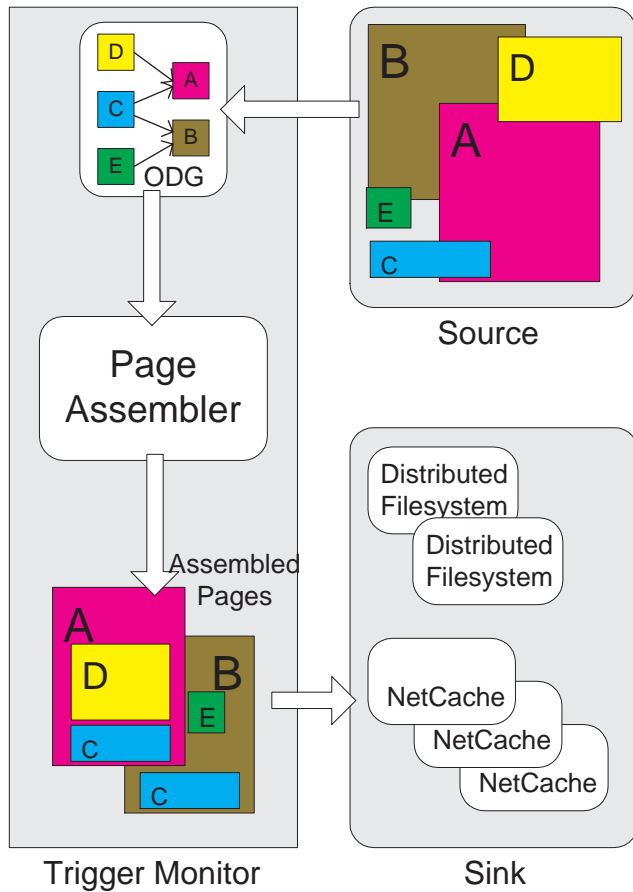 D
A
C
B
E
ODG
B
D
A
E
C
Source
Page
Assembler
Assembled
Pages
A
D
C
B
E
C
Trigger Monitor
Distributed
Filesystem
Distributed
Filesystem
NetCache
NetCache
NetCache
Sink